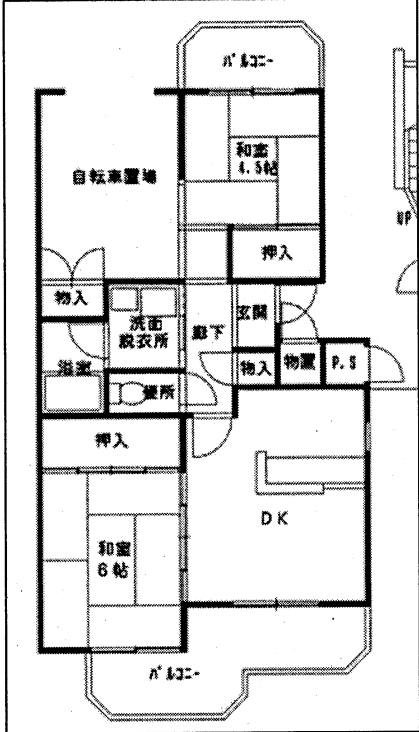 バルコニー
自転車置場
和室
4.5帖
UP
押入
物入
洗面
脱衣所
廊下
玄関
浴室
便所
物入
物置
P.S
押入
DK
和室
6帖
バルコニー